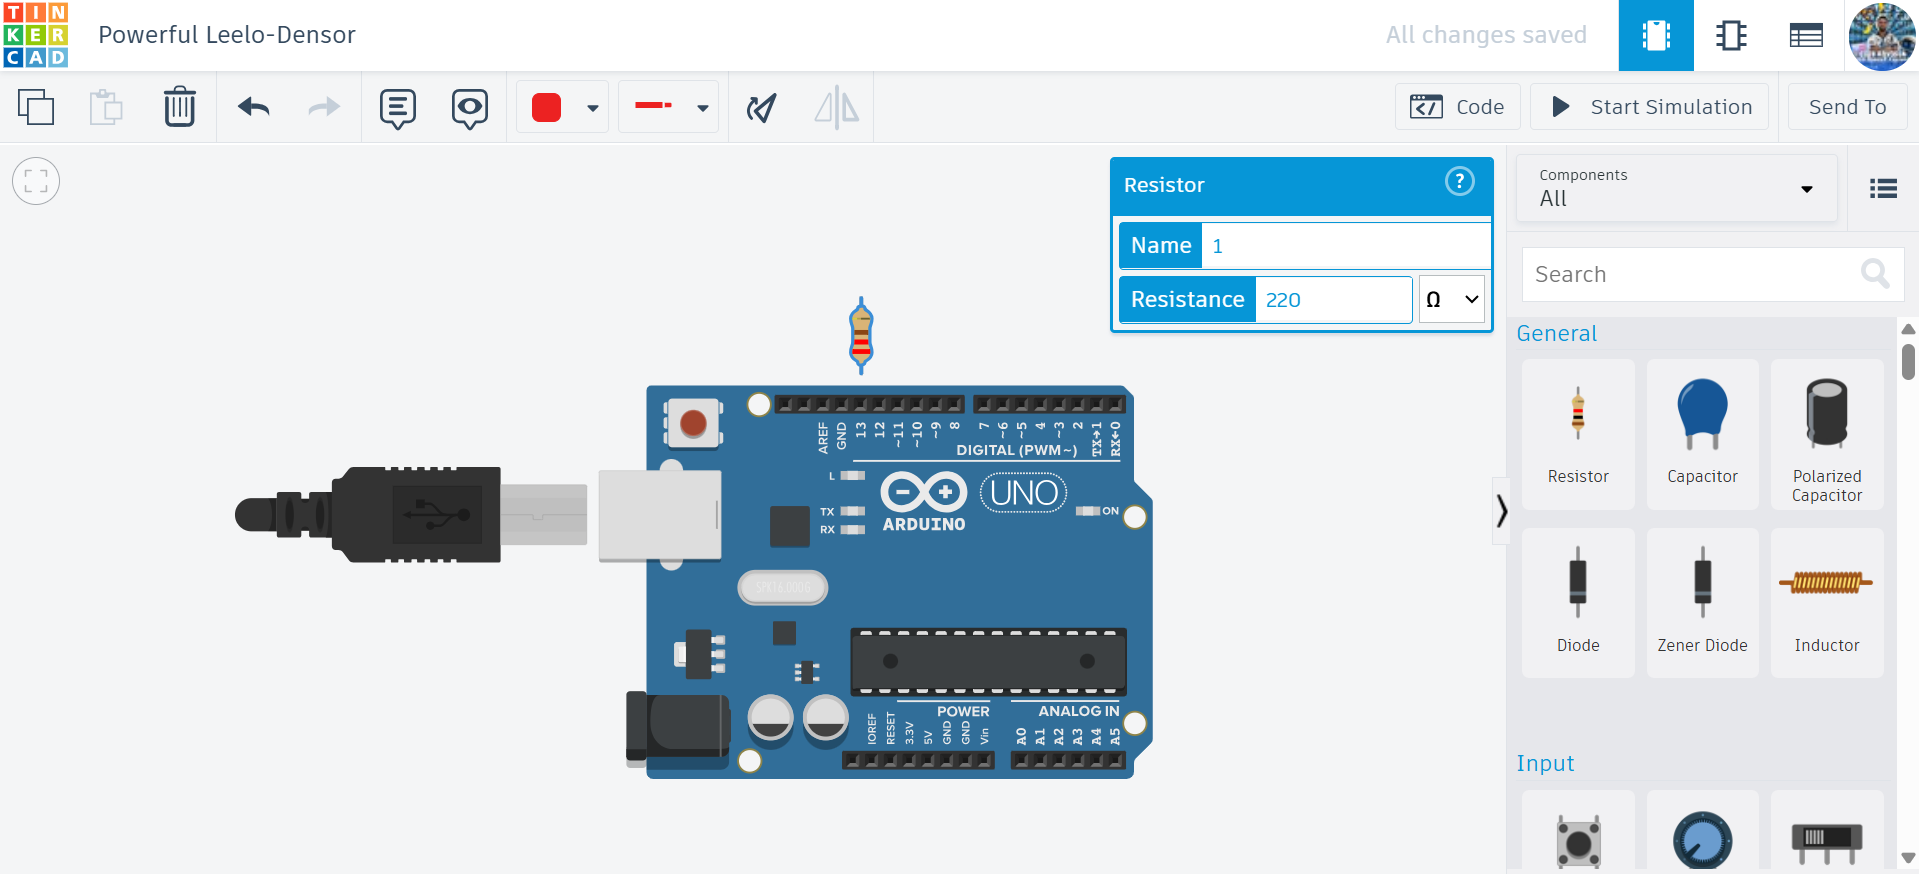 TIN
KER
CAD
Powerful Leelo-Densor
All changes saved
Code
Start Simulation
Send To
Resistor
?
Name 1
Resistance 220 Ω
Components
All
Search
General
Resistor
Capacitor
Polarized
Capacitor
Diode
Zener Diode
Inductor
Input
AREF
GND
13
12
~11
~10
~9
8
7
~6
~5
4
~3
2
TX→1
RX←0
DIGITAL (PWM~)
L
TX
RX
ARDUINO
UNO
ON
SPK16.000G
POWER
ANALOG IN
IOREF
RESET
3.3V
5V
GND
GND
Vin
A0
A1
A2
A3
A4
A5